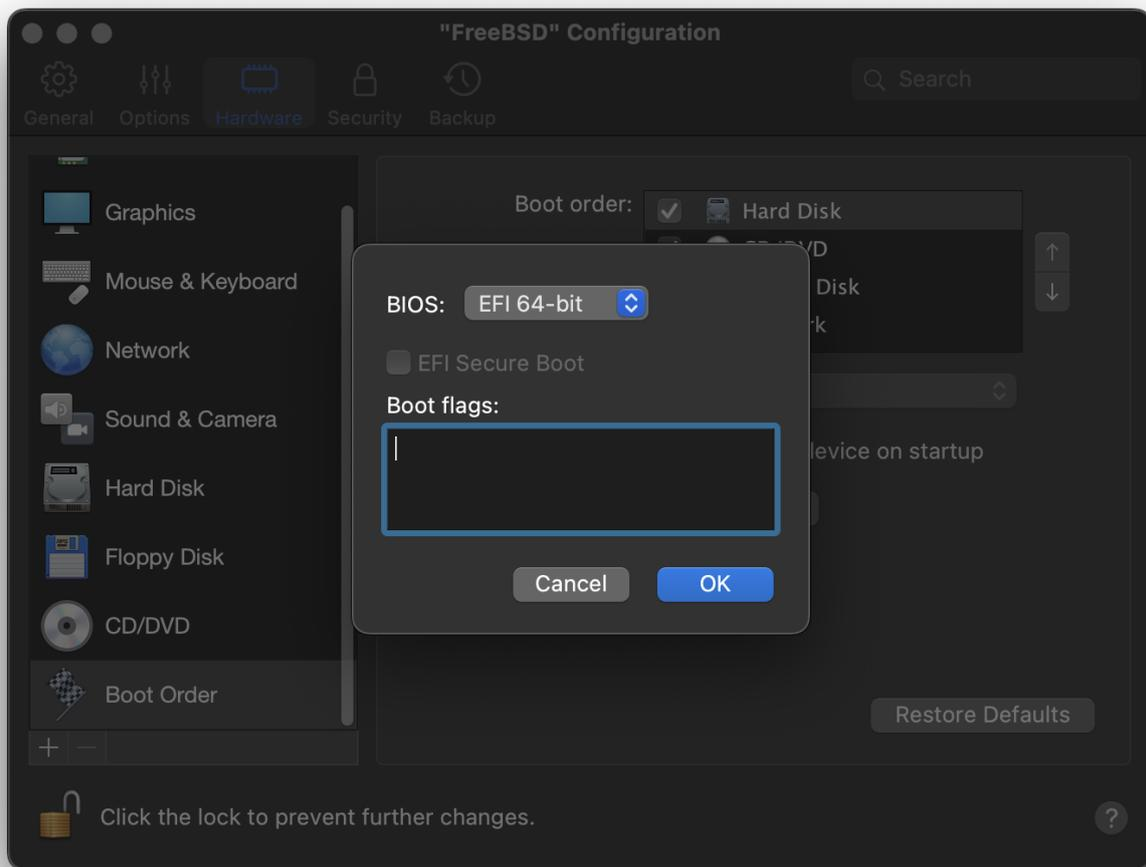 "FreeBSD" Configuration
General
Options
Hardware
Security
Backup
Search
Graphics
Mouse & Keyboard
Network
Sound & Camera
Hard Disk
Floppy Disk
CD/DVD
Boot Order
Boot order:
Hard Disk
Disk
on startup
BIOS: EFI 64-bit
EFI Secure Boot
Boot flags:
Cancel
OK
Restore Defaults
Click the lock to prevent further changes.
?